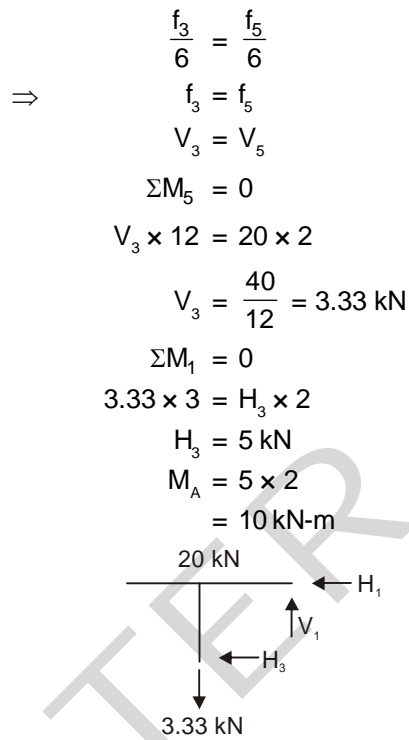 f₃/6 = f₅/6
⇒ f₃ = f₅
V₃ = V₅
ΣM₅ = 0
V₃ × 12 = 20 × 2
V₃ = 40/12 = 3.33 kN
ΣM₁ = 0
3.33 × 3 = H₃ × 2
H₃ = 5 kN
M_A = 5 × 2
= 10 kN-m
20 kN
H₁
V₁
H₃
3.33 kN
TER